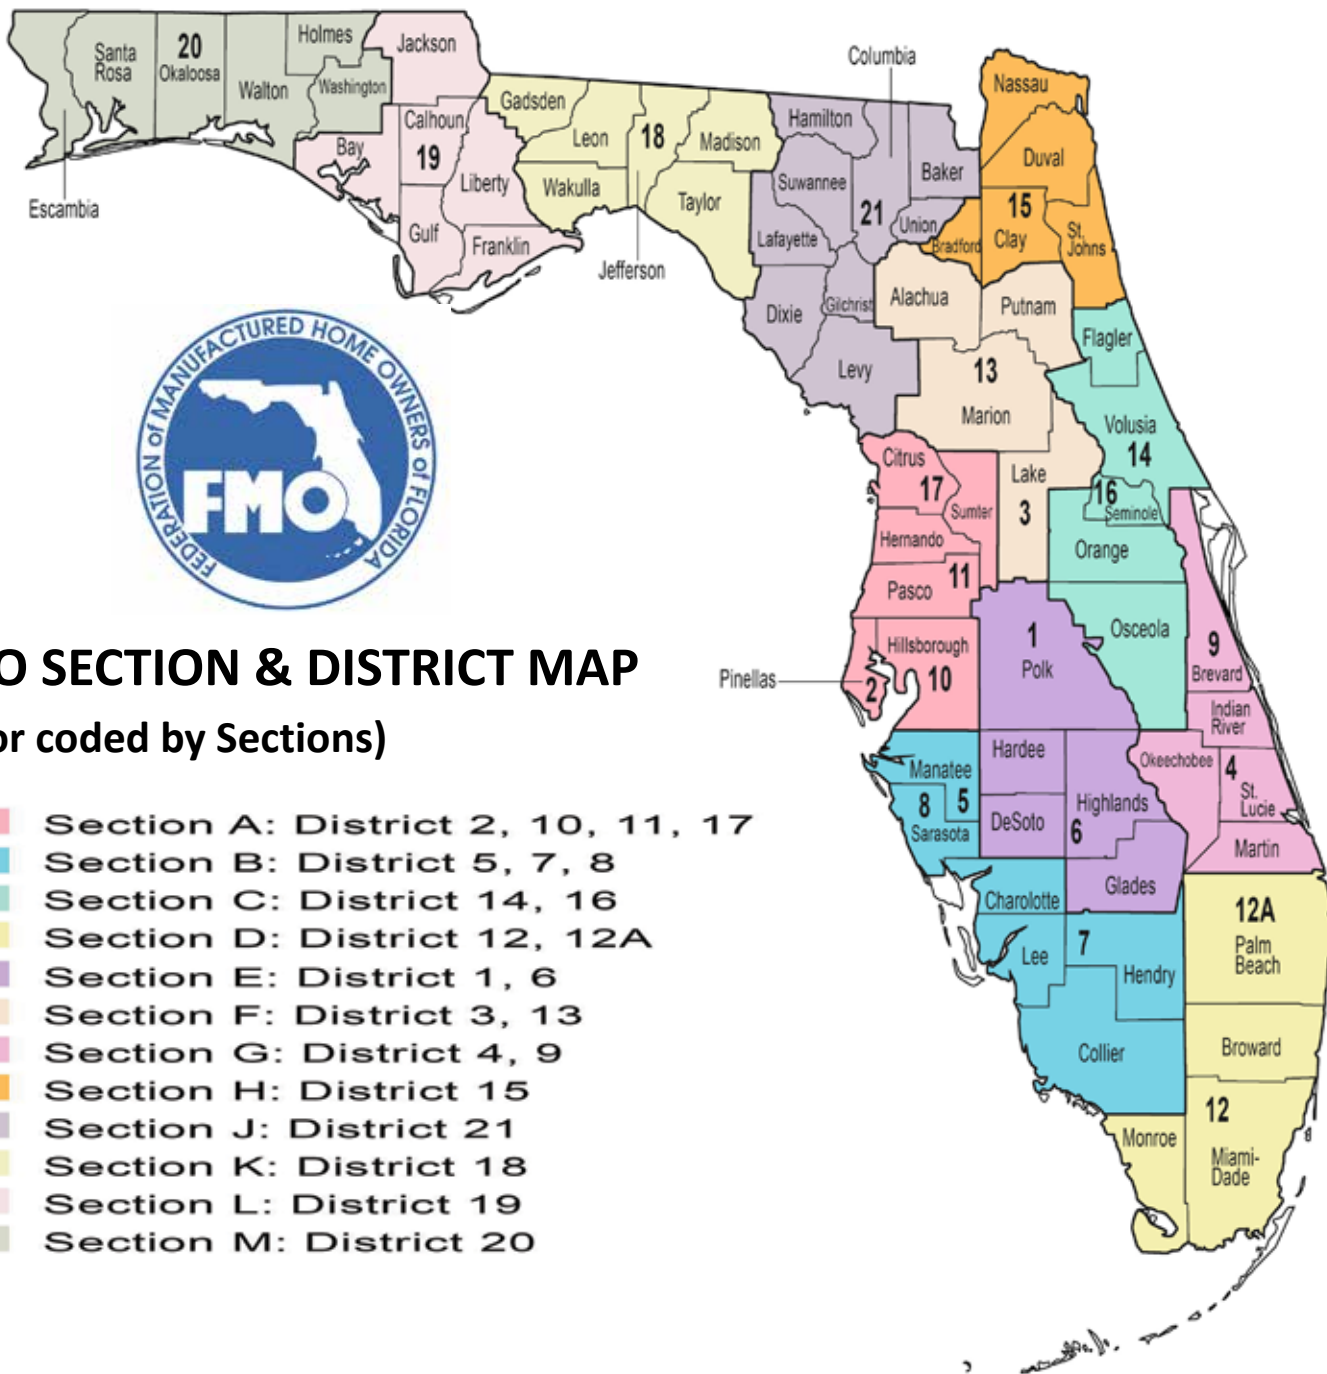 Holmes
Jackson
Columbia
Santa
Rosa
20
Okaloosa
Walton
Washington
Nassau
Gadsden
Calhoun
Leon
18
Madison
Hamilton
Bay
19
Duval
Liberty
Wakulla
Taylor
Suwannee
Baker
Escambia
21
15
Gulf
Franklin
Lafayette
Union
Bradford
Clay
St.
Johns
Jefferson
Dixie
Gilchrist
Alachua
Putnam
Flagler
FEDERATION of MANUFACTURED HOME OWNERS of FLORIDA
FMO
Levy
13
Marion
Volusia
14
Citrus
17
Lake
3
16
Seminole
Sumter
Hernando
Orange
Pasco
11
O SECTION & DISTRICT MAP
Hillsborough
10
1
Polk
Osceola
9
Brevard
Pinellas
2
or coded by Sections)
Indian
River
Hardee
Okeechobee
4
St.
Lucie
Manatee
8
5
Sarasota
DeSoto
Highlands
6
Martin
Section A: District 2, 10, 11, 17
Section B: District 5, 7, 8
Section C: District 14, 16
Section D: District 12, 12A
Section E: District 1, 6
Section F: District 3, 13
Section G: District 4, 9
Section H: District 15
Section J: District 21
Section K: District 18
Section L: District 19
Section M: District 20
Charolotte
Glades
12A
Palm
Beach
Lee
7
Hendry
Collier
Broward
12
Monroe
Miami-
Dade